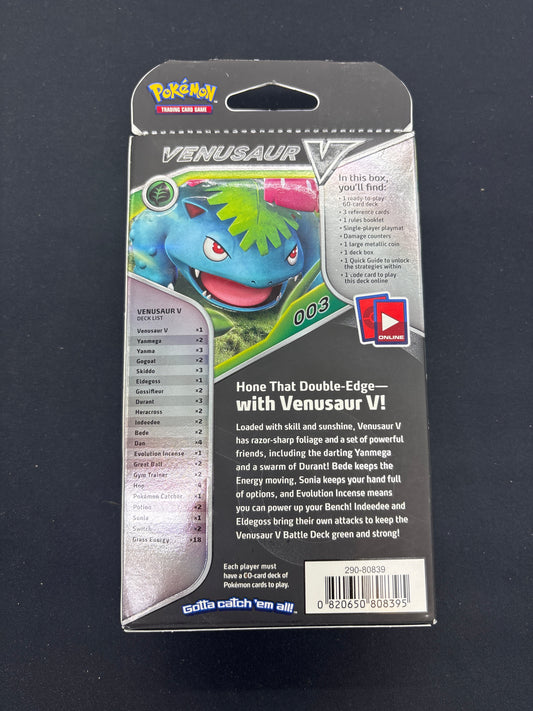 POKéMON
TRADING CARD GAME
VENUSAUR V
In this box,
you'll find:
• 1 ready-to-play
60-card deck
• 3 reference cards
• 1 rules booklet
• Single-player playmat
• Damage counters
• 1 large metallic coin
• 1 deck box
• 1 Quick Guide to unlock
the strategies within
• 1 code card to play
this deck online
ONLINE
003
VENUSAUR V
DECK LIST
Venusaur V ×1
Yanmega ×2
Yanma ×3
Gogoat ×2
Skiddo ×3
Eldegoss ×1
Gossifleur ×2
Durant ×3
Heracross ×2
Indeedee ×2
Bede ×2
Dan ×4
Evolution Incense ×1
Great Ball ×2
Gym Trainer ×2
Hop ×4
Pokémon Catcher ×1
Potion ×2
Sonia ×1
Switch ×2
Grass Energy ×18
Hone That Double-Edge—
with Venusaur V!
Loaded with skill and sunshine, Venusaur V
has razor-sharp foliage and a set of powerful
friends, including the darting Yanmega
and a swarm of Durant! Bede keeps the
Energy moving, Sonia keeps your hand full
of options, and Evolution Incense means
you can power up your Bench! Indeedee and
Eldegoss bring their own attacks to keep the
Venusaur V Battle Deck green and strong!
Each player must
have a 60-card deck of
Pokémon cards to play.
Gotta catch 'em all!
290-80839
0 820650 808395